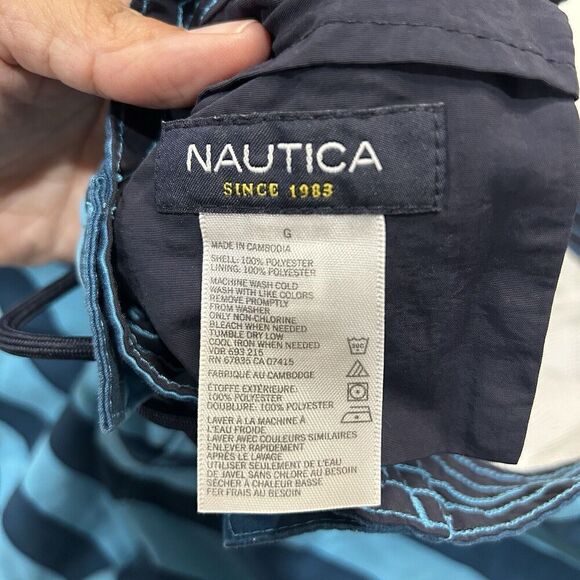 NAUTICA
SINCE 1983
G
MADE IN CAMBODIA
SHELL: 100% POLYESTER
LINING: 100% POLYESTER
MACHINE WASH COLD
WASH WITH LIKE COLORS
REMOVE PROMPTLY
FROM WASHER
ONLY NON-CHLORINE
BLEACH WHEN NEEDED
TUMBLE DRY LOW
COOL IRON WHEN NEEDED
VDR 693 215
RN 67835 CA 07415
FABRIQUÉ AU CAMBODGE
ÉTOFFE EXTÉRIEURE:
100% POLYESTER
DOUBLURE: 100% POLYESTER
LAVER À LA MACHINE À
L'EAU FROIDE
LAVER AVEC COULEURS SIMILAIRES
ENLEVER RAPIDEMENT
APRÈS LE LAVAGE
UTILISER SEULEMENT DE L'EAU
DE JAVEL SANS CHLORE AU BESOIN
SÉCHER À CHALEUR BASSE
FER FRAIS AU BESOIN